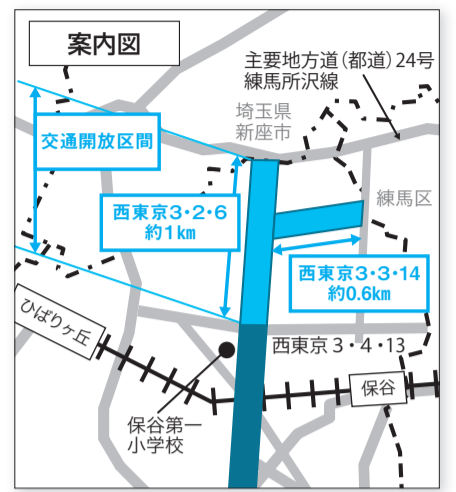 案内図
主要地方道（都道）24号
練馬所沢線
埼玉県
新座市
交通開放区間
練馬区
西東京3・2・6
約1km
西東京3・3・14
約0.6km
ひばりヶ丘
西東京3・4・13
保谷
保谷第一
小学校